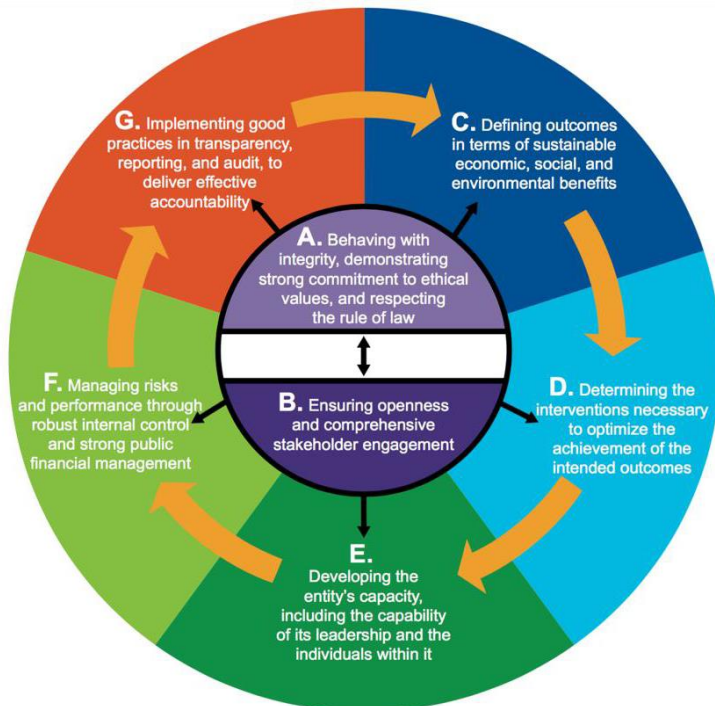 A. Behaving with
integrity, demonstrating
strong commitment to ethical
values, and respecting
the rule of law
B. Ensuring openness
and comprehensive
stakeholder engagement
C. Defining outcomes
in terms of sustainable
economic, social, and
environmental benefits
D. Determining the
interventions necessary
to optimize the
achievement of the
intended outcomes
E.
Developing the
entity's capacity,
including the capability
of its leadership and the
individuals within it
F. Managing risks
and performance through
robust internal control
and strong public
financial management
G. Implementing good
practices in transparency,
reporting, and audit, to
deliver effective
accountability